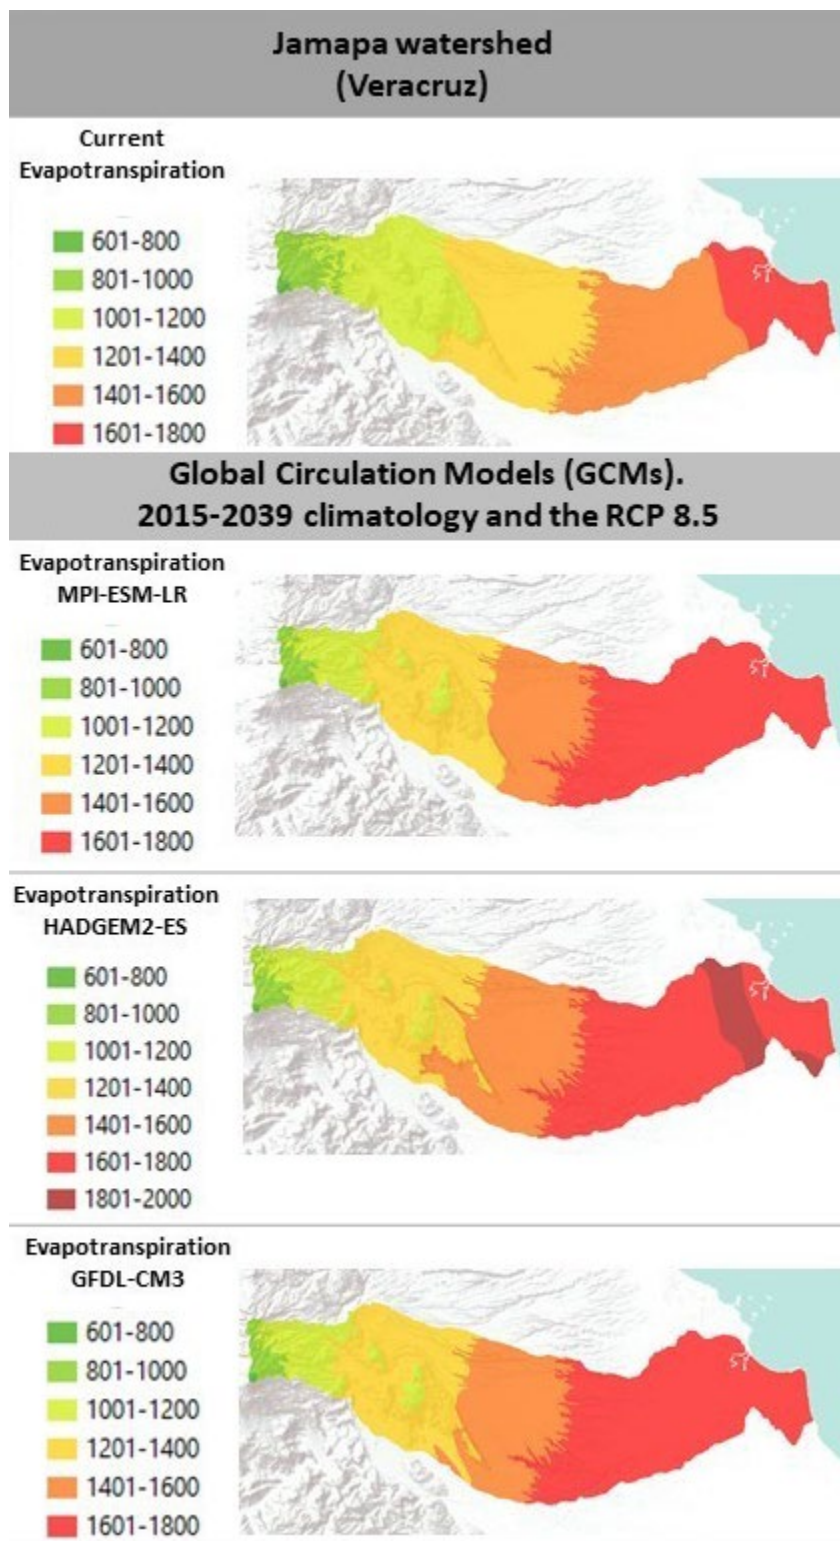 Jamapa watershed
(Veracruz)
Current
Evapotranspiration
601-800
801-1000
1001-1200
1201-1400
1401-1600
1601-1800
Global Circulation Models (GCMs).
2015-2039 climatology and the RCP 8.5
Evapotranspiration
MPI-ESM-LR
601-800
801-1000
1001-1200
1201-1400
1401-1600
1601-1800
Evapotranspiration
HADGEM2-ES
601-800
801-1000
1001-1200
1201-1400
1401-1600
1601-1800
1801-2000
Evapotranspiration
GFDL-CM3
601-800
801-1000
1001-1200
1201-1400
1401-1600
1601-1800